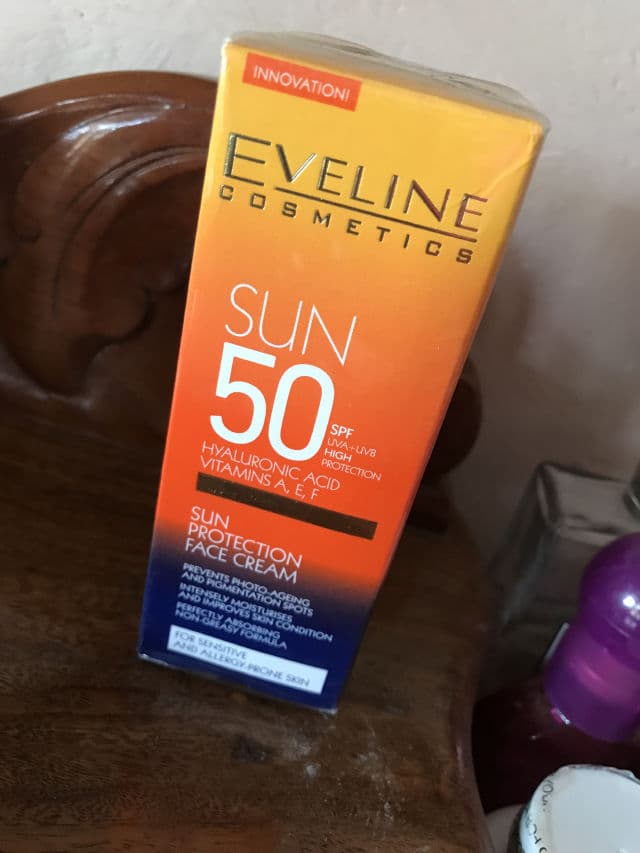 INNOVATION!
EVELINE
COSMETICS
SUN
50
SPF
UVA+UVB
HIGH
PROTECTION
HYALURONIC ACID
VITAMINS A, E, F
SUN
PROTECTION
FACE CREAM
PREVENTS PHOTO-AGEING
AND PIGMENTATION SPOTS
INTENSELY MOISTURISES
AND IMPROVES SKIN CONDITION
PERFECTLY ABSORBING
NON-GREASY FORMULA
FOR SENSITIVE
AND ALLERGY-PRONE SKIN